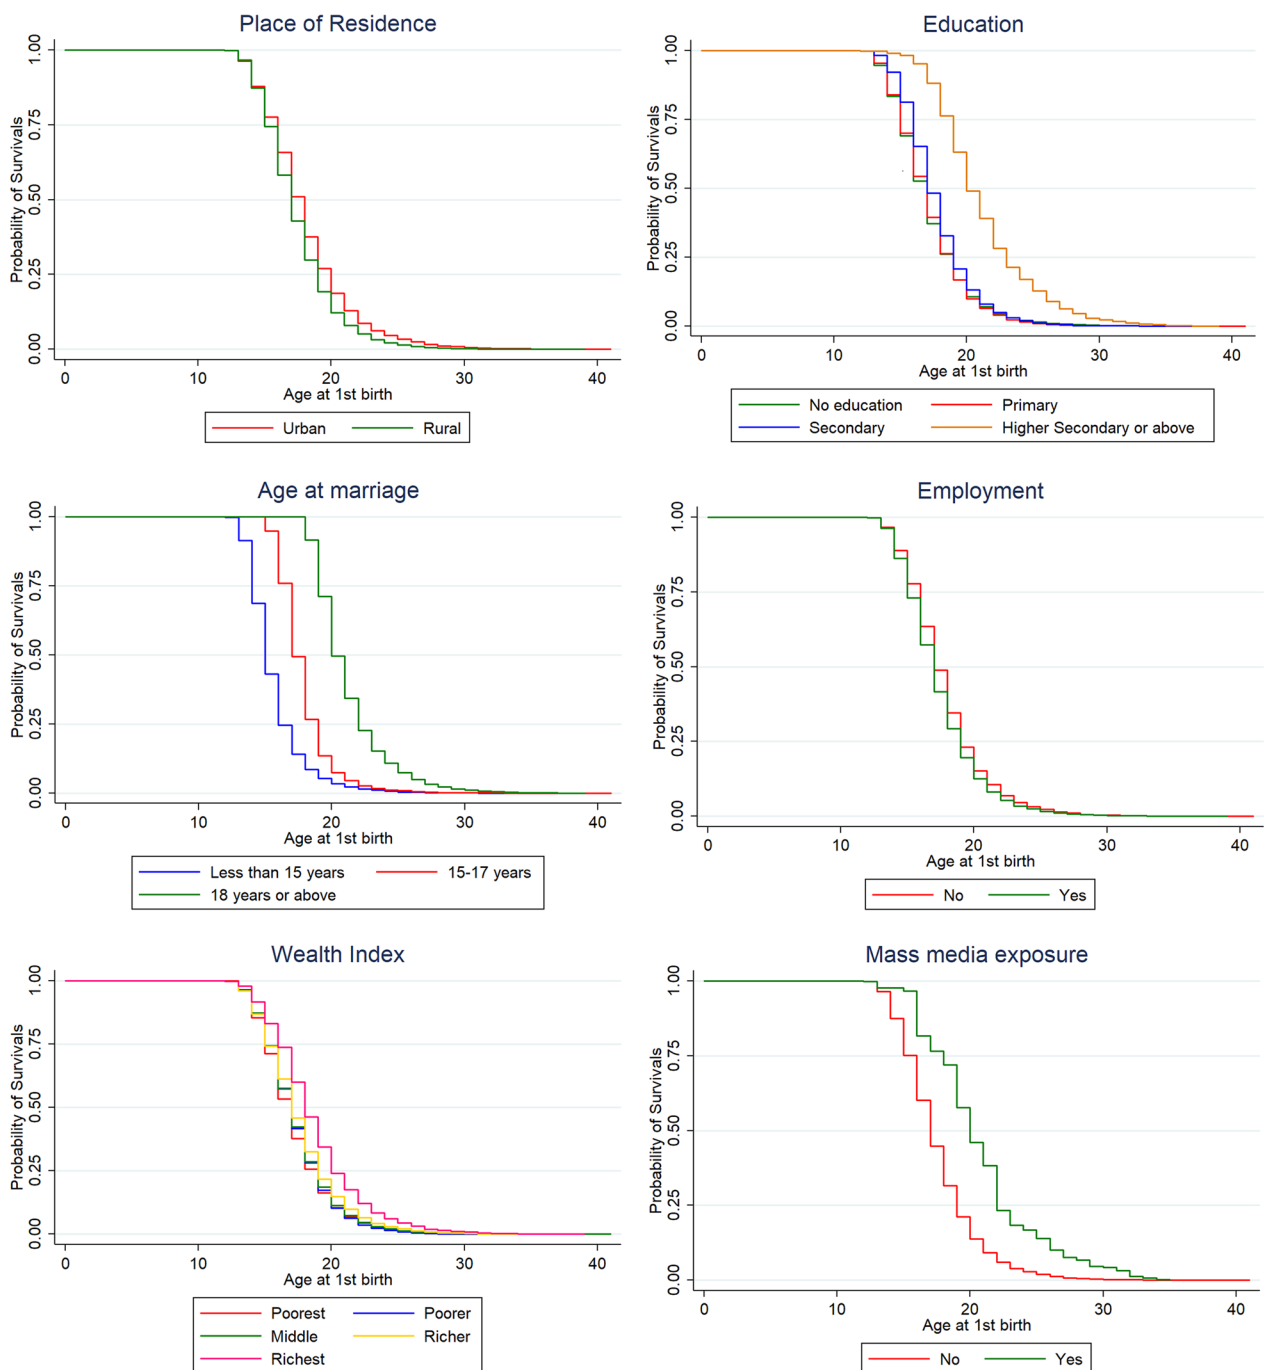 Place of Residence
Probability of Survivals
1.00
0.75
0.50
0.25
0.00
0 10 20 30 40
Age at 1st birth
Urban Rural
Education
Probability of Survivals
1.00
0.75
0.50
0.25
0.00
0 10 20 30 40
Age at 1st birth
No education Primary
Secondary Higher Secondary or above
Age at marriage
Probability of Survivals
1.00
0.75
0.50
0.25
0.00
0 10 20 30 40
Age at 1st birth
Less than 15 years 15-17 years
18 years or above
Employment
Probability of Survivals
1.00
0.75
0.50
0.25
0.00
0 10 20 30 40
Age at 1st birth
No Yes
Wealth Index
Probability of Survivals
1.00
0.75
0.50
0.25
0.00
0 10 20 30 40
Age at 1st birth
Poorest Poorer
Middle Richer
Richest
Mass media exposure
Probability of Survivals
1.00
0.75
0.50
0.25
0.00
0 10 20 30 40
Age at 1st birth
No Yes